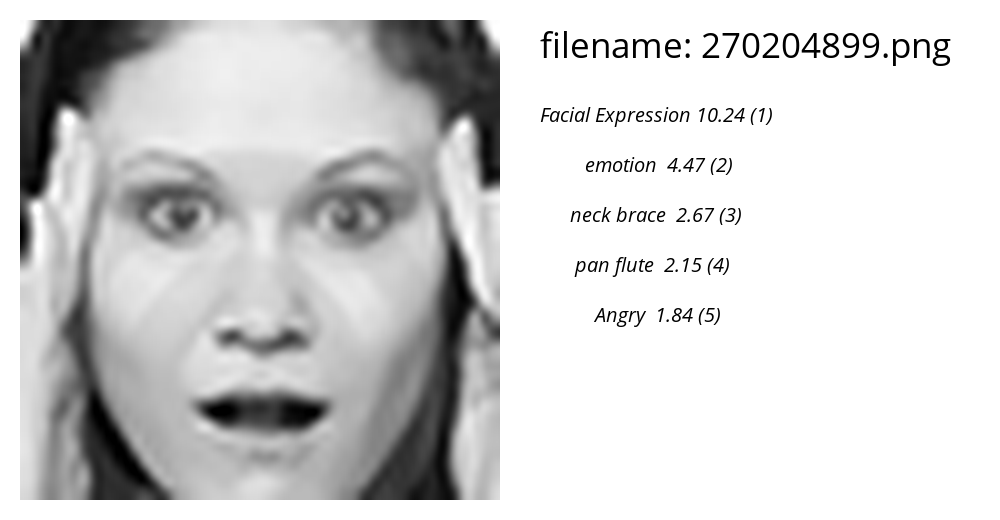 filename: 270204899.png
Facial Expression 10.24 (1)
emotion 4.47 (2)
neck brace 2.67 (3)
pan flute 2.15 (4)
Angry 1.84 (5)